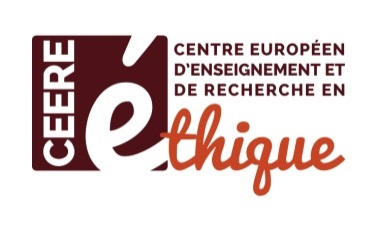 CEERE
CENTRE EUROPÉEN
D'ENSEIGNEMENT ET
DE RECHERCHE EN
éthique